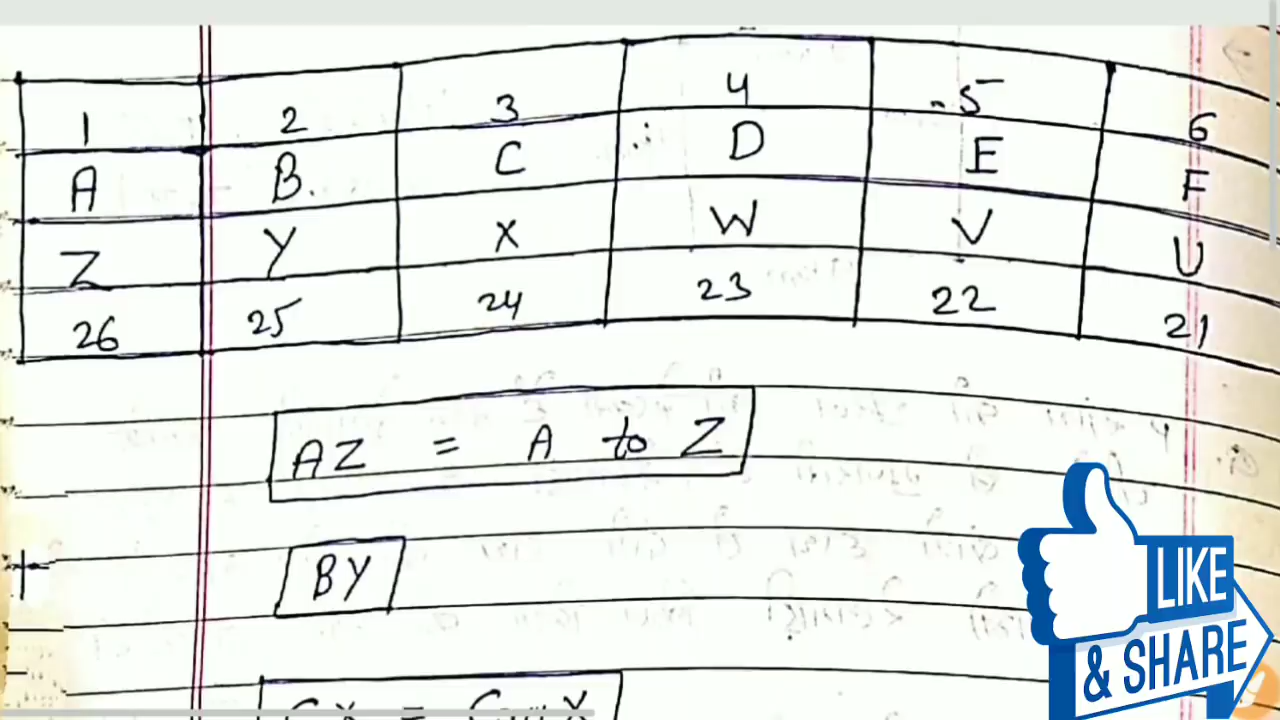 1 2 3 4 5 6
A B. C D E F
Z Y X W V U
26 25 24 23 22 21
AZ = A to Z
BY
LIKE
& SHARE